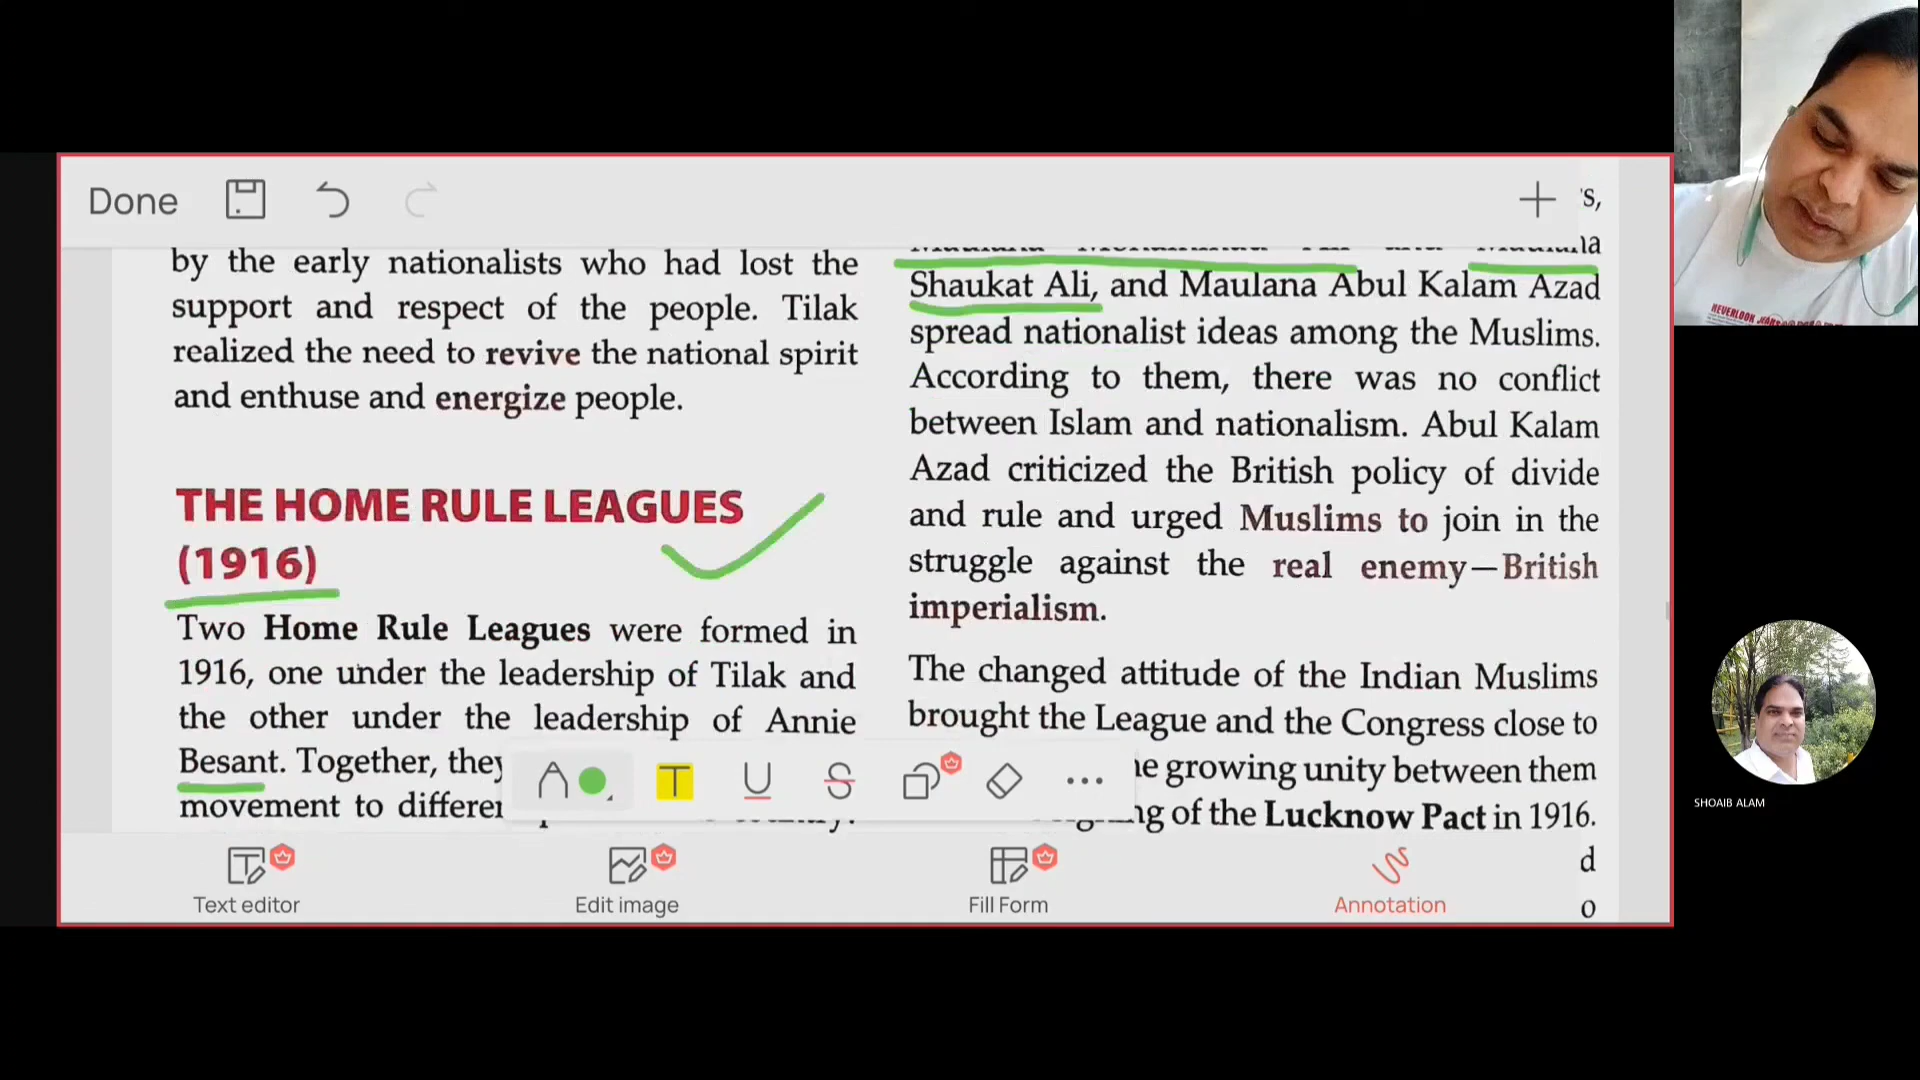 Done
by the early nationalists who had lost the
support and respect of the people. Tilak
realized the need to revive the national spirit
and enthuse and energize people.
THE HOME RULE LEAGUES
(1916)
Two Home Rule Leagues were formed in
1916, one under the leadership of Tilak and
the other under the leadership of Annie
Besant. Together, they
movement to differen
's,
Shaukat Ali, and Maulana Abul Kalam Azad
spread nationalist ideas among the Muslims.
According to them, there was no conflict
between Islam and nationalism. Abul Kalam
Azad criticized the British policy of divide
and rule and urged Muslims to join in the
struggle against the real enemy—British
imperialism.
The changed attitude of the Indian Muslims
brought the League and the Congress close to
growing unity between them
of the Lucknow Pact in 1916.
d
o
Text editor
Edit image
Fill Form
Annotation
SHOAIB ALAM